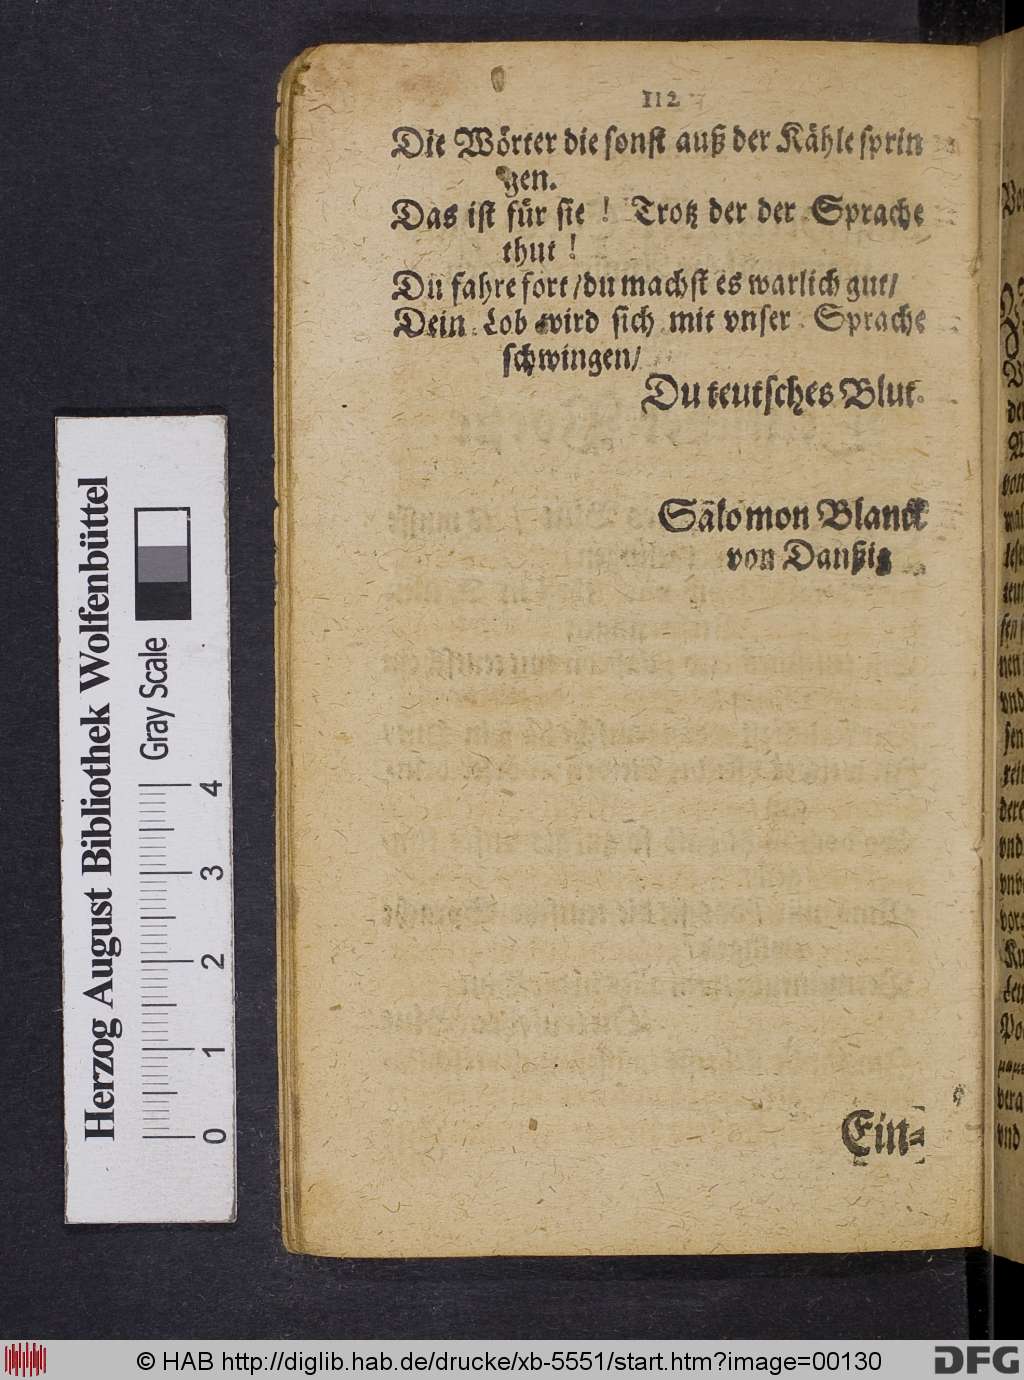 112
Die Wörter die sonst auß der Kähle sprin
gen.
Das ist für sie! Trotz der der Sprache
thut!
Du fahre fort/du machst es warlich gut/
Dein Lob wird sich mit vnser Sprache
schwingen/
Du teutsches Blut.
Salomon Blanck
von Dantzig
Ein-
Herzog August Bibliothek Wolfenbüttel
Gray Scale
0 1 2 3 4
© HAB http://diglib.hab.de/drucke/xb-5551/start.htm?image=00130
DFG